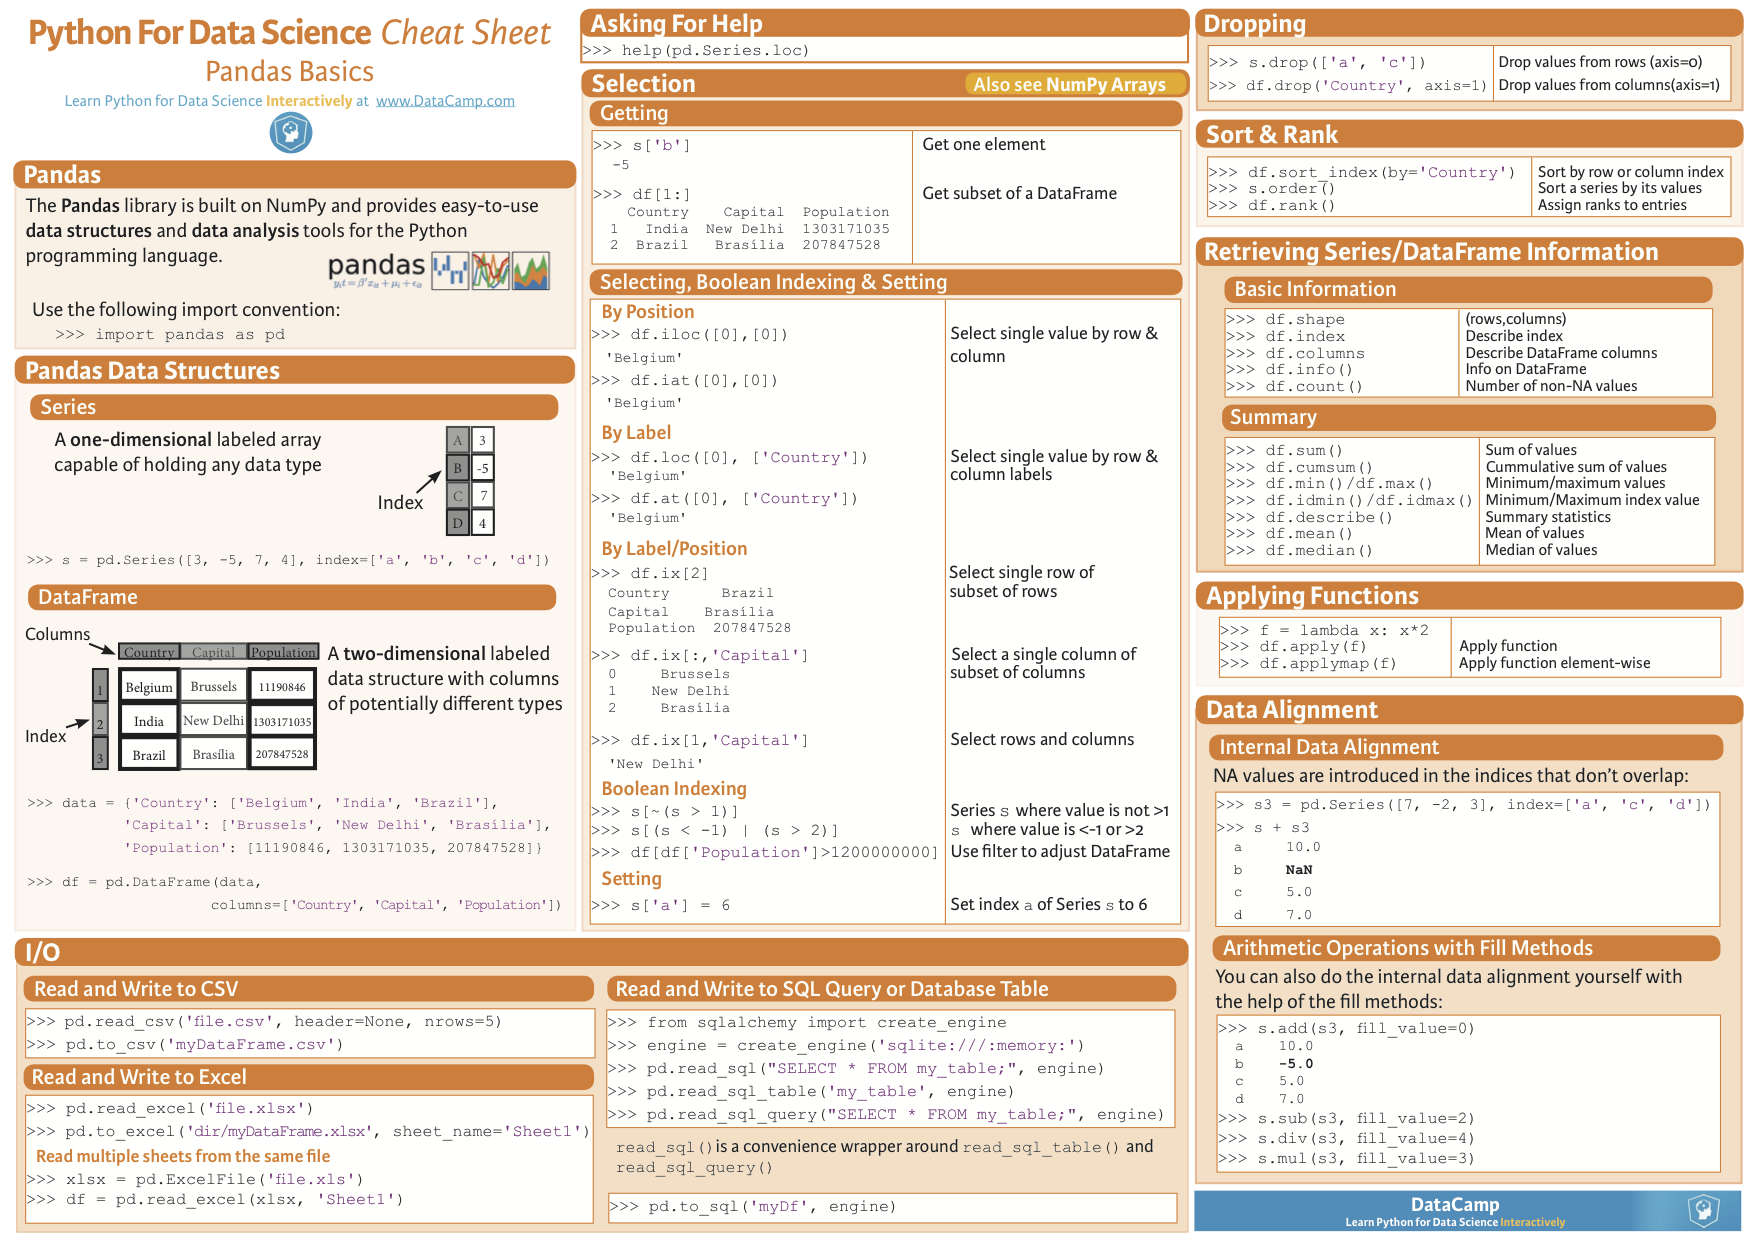 Python For Data Science Cheat Sheet
Pandas Basics
Learn Python for Data Science Interactively at www.DataCamp.com
Pandas
The Pandas library is built on NumPy and provides easy-to-use
data structures and data analysis tools for the Python
programming language.
pandas
Use the following import convention:
>>> import pandas as pd
Pandas Data Structures
Series
A one-dimensional labeled array
capable of holding any data type
A 3
B -5
C 7
D 4
Index
>>> s = pd.Series([3, -5, 7, 4], index=['a', 'b', 'c', 'd'])
DataFrame
Columns
Country Capital Population
1 Belgium Brussels 11190846
2 India New Delhi 1303171035
3 Brazil Brasília 207847528
Index
A two-dimensional labeled
data structure with columns
of potentially different types
>>> data = {'Country': ['Belgium', 'India', 'Brazil'],
'Capital': ['Brussels', 'New Delhi', 'Brasília'],
'Population': [11190846, 1303171035, 207847528]}
>>> df = pd.DataFrame(data,
columns=['Country', 'Capital', 'Population'])
Asking For Help
>>> help(pd.Series.loc)
Selection Also see NumPy Arrays
Getting
>>> s['b'] Get one element
-5
>>> df[1:] Get subset of a DataFrame
Country Capital Population
1 India New Delhi 1303171035
2 Brazil Brasília 207847528
Selecting, Boolean Indexing & Setting
By Position
>>> df.iloc([0],[0]) Select single value by row &
'Belgium' column
>>> df.iat([0],[0])
'Belgium'
By Label
>>> df.loc([0], ['Country']) Select single value by row &
'Belgium' column labels
>>> df.at([0], ['Country'])
'Belgium'
By Label/Position
>>> df.ix[2] Select single row of
Country Brazil subset of rows
Capital Brasília
Population 207847528
>>> df.ix[:,'Capital'] Select a single column of
0 Brussels subset of columns
1 New Delhi
2 Brasília
>>> df.ix[1,'Capital'] Select rows and columns
'New Delhi'
Boolean Indexing
>>> s[~(s > 1)] Series s where value is not >1
>>> s[(s < -1) | (s > 2)] s where value is <-1 or >2
>>> df[df['Population']>1200000000] Use filter to adjust DataFrame
Setting
>>> s['a'] = 6 Set index a of Series s to 6
I/O
Read and Write to CSV
>>> pd.read_csv('file.csv', header=None, nrows=5)
>>> pd.to_csv('myDataFrame.csv')
Read and Write to Excel
>>> pd.read_excel('file.xlsx')
>>> pd.to_excel('dir/myDataFrame.xlsx', sheet_name='Sheet1')
Read multiple sheets from the same file
>>> xlsx = pd.ExcelFile('file.xls')
>>> df = pd.read_excel(xlsx, 'Sheet1')
Read and Write to SQL Query or Database Table
>>> from sqlalchemy import create_engine
>>> engine = create_engine('sqlite:///:memory:')
>>> pd.read_sql("SELECT * FROM my_table;", engine)
>>> pd.read_sql_table('my_table', engine)
>>> pd.read_sql_query("SELECT * FROM my_table;", engine)
read_sql() is a convenience wrapper around read_sql_table() and
read_sql_query()
>>> pd.to_sql('myDf', engine)
Dropping
>>> s.drop(['a', 'c']) Drop values from rows (axis=0)
>>> df.drop('Country', axis=1) Drop values from columns(axis=1)
Sort & Rank
>>> df.sort_index(by='Country') Sort by row or column index
>>> s.order() Sort a series by its values
>>> df.rank() Assign ranks to entries
Retrieving Series/DataFrame Information
Basic Information
>>> df.shape (rows,columns)
>>> df.index Describe index
>>> df.columns Describe DataFrame columns
>>> df.info() Info on DataFrame
>>> df.count() Number of non-NA values
Summary
>>> df.sum() Sum of values
>>> df.cumsum() Cummulative sum of values
>>> df.min()/df.max() Minimum/maximum values
>>> df.idmin()/df.idmax() Minimum/Maximum index value
>>> df.describe() Summary statistics
>>> df.mean() Mean of values
>>> df.median() Median of values
Applying Functions
>>> f = lambda x: x*2
>>> df.apply(f) Apply function
>>> df.applymap(f) Apply function element-wise
Data Alignment
Internal Data Alignment
NA values are introduced in the indices that don't overlap:
>>> s3 = pd.Series([7, -2, 3], index=['a', 'c', 'd'])
>>> s + s3
a 10.0
b NaN
c 5.0
d 7.0
Arithmetic Operations with Fill Methods
You can also do the internal data alignment yourself with
the help of the fill methods:
>>> s.add(s3, fill_value=0)
a 10.0
b -5.0
c 5.0
d 7.0
>>> s.sub(s3, fill_value=2)
>>> s.div(s3, fill_value=4)
>>> s.mul(s3, fill_value=3)
DataCamp
Learn Python for Data Science Interactively